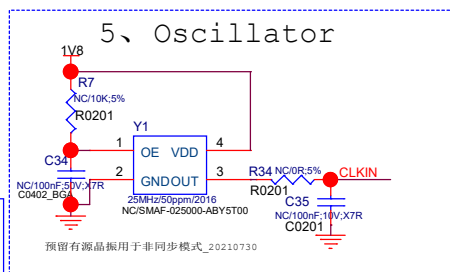 5、Oscillator
1V8
R7
NC/10K;5%
R0201
Y1
C34
1 OE VDD 4
2 GND OUT 3
R34
NC/0R;5%
CLKIN
NC/100nF;50V;X7R
C0402_BGA
R0201
C35
25MHz/50ppm/2016
NC/SMAF-025000-ABY5T00
NC/100nF;10V;X7R
C0201
预留有源晶振用于非同步模式_20210730